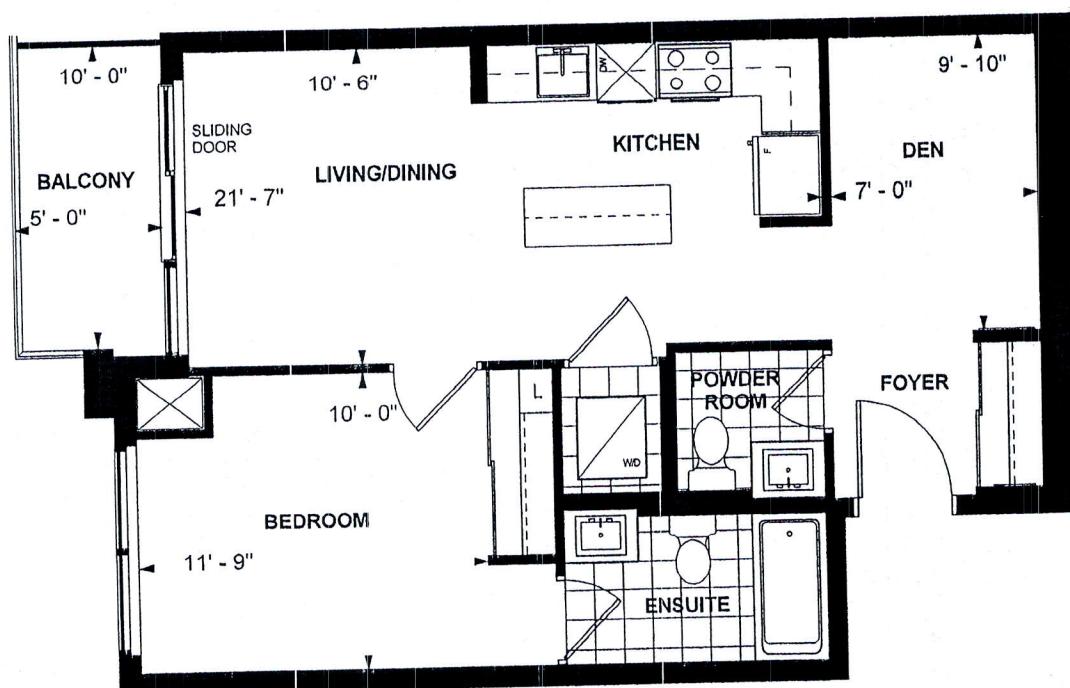 10' - 0"
10' - 6"
DW
9' - 10"
SLIDING
DOOR
KITCHEN
F
DEN
BALCONY
LIVING/DINING
21' - 7"
7' - 0"
5' - 0"
10' - 0"
L
POWDER
ROOM
FOYER
W/D
BEDROOM
11' - 9"
ENSUITE